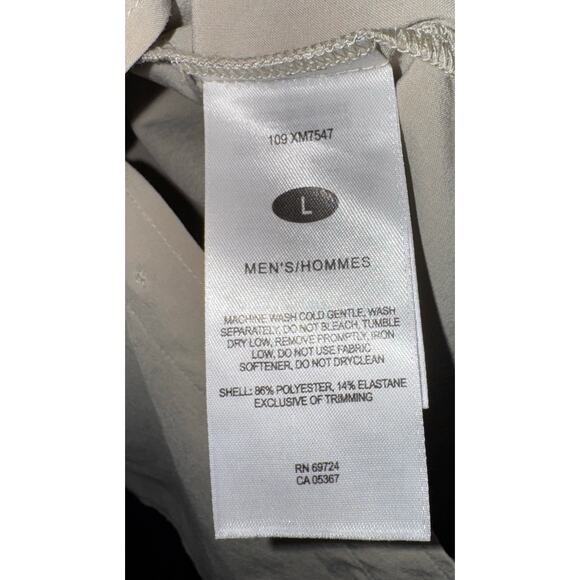 109 XM7547
L
MEN'S/HOMMES
MACHINE WASH COLD GENTLE, WASH
SEPARATELY, DO NOT BLEACH, TUMBLE
DRY LOW, REMOVE PROMPTLY, IRON
LOW, DO NOT USE FABRIC
SOFTENER, DO NOT DRYCLEAN
SHELL: 86% POLYESTER, 14% ELASTANE
EXCLUSIVE OF TRIMMING
RN 69724
CA 05367